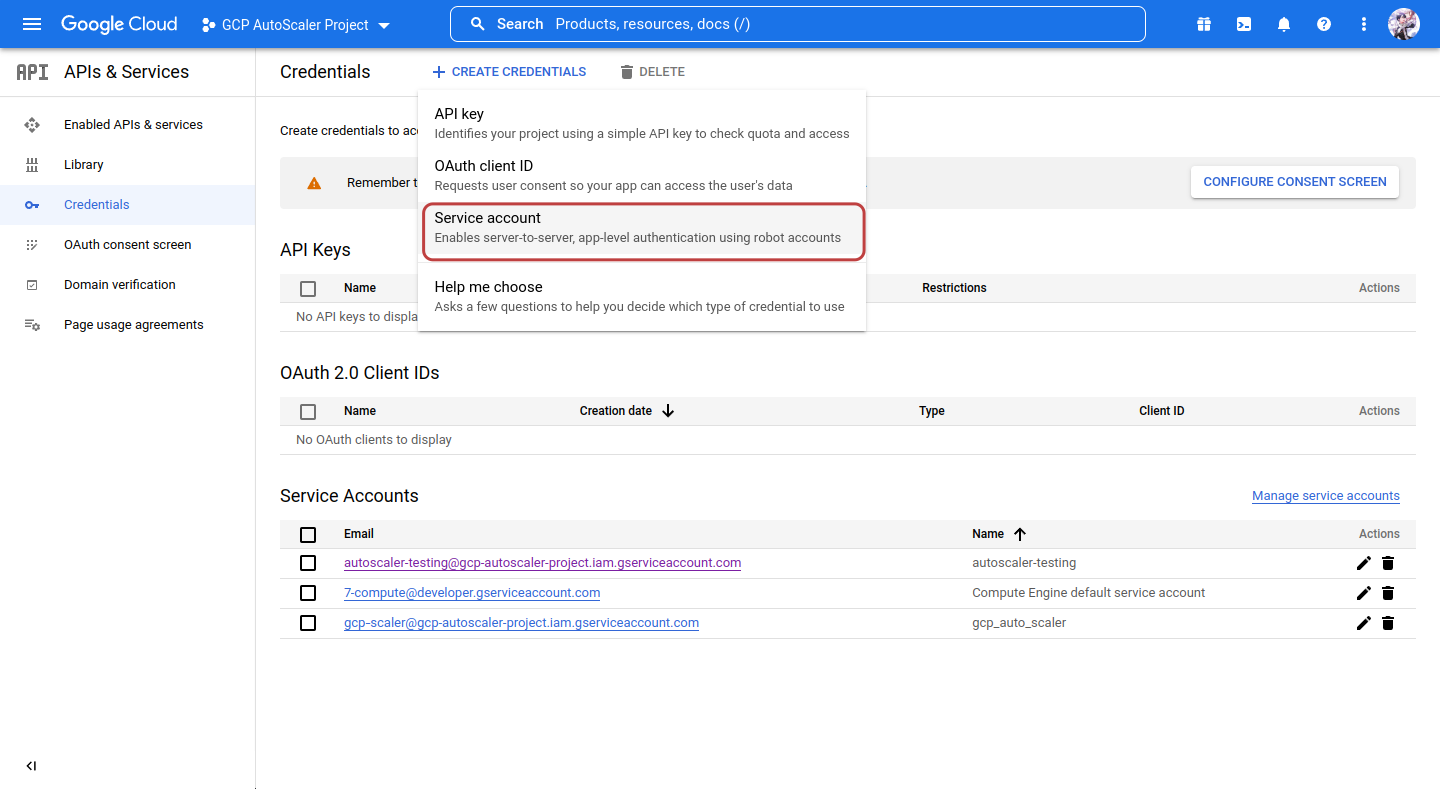 Google Cloud
GCP AutoScaler Project
Search Products, resources, docs (/)
API APIs & Services
Credentials
CREATE CREDENTIALS
DELETE
Enabled APIs & services
Library
Credentials
OAuth consent screen
Domain verification
Page usage agreements
Create credentials to
API key
Identifies your project using a simple API key to check quota and access
OAuth client ID
Requests user consent so your app can access the user's data
Service account
Enables server-to-server, app-level authentication using robot accounts
Help me choose
Asks a few questions to help you decide which type of credential to use
Remember
CONFIGURE CONSENT SCREEN
API Keys
Name Restrictions Actions
No API keys to
OAuth 2.0 Client IDs
Name Creation date Type Client ID Actions
No OAuth clients to display
Service Accounts
Manage service accounts
Email Name Actions
autoscaler-testing@gcp-autoscaler-project.iam.gserviceaccount.com autoscaler-testing
7-compute@developer.gserviceaccount.com Compute Engine default service account
gcp-scaler@gcp-autoscaler-project.iam.gserviceaccount.com gcp_auto_scaler